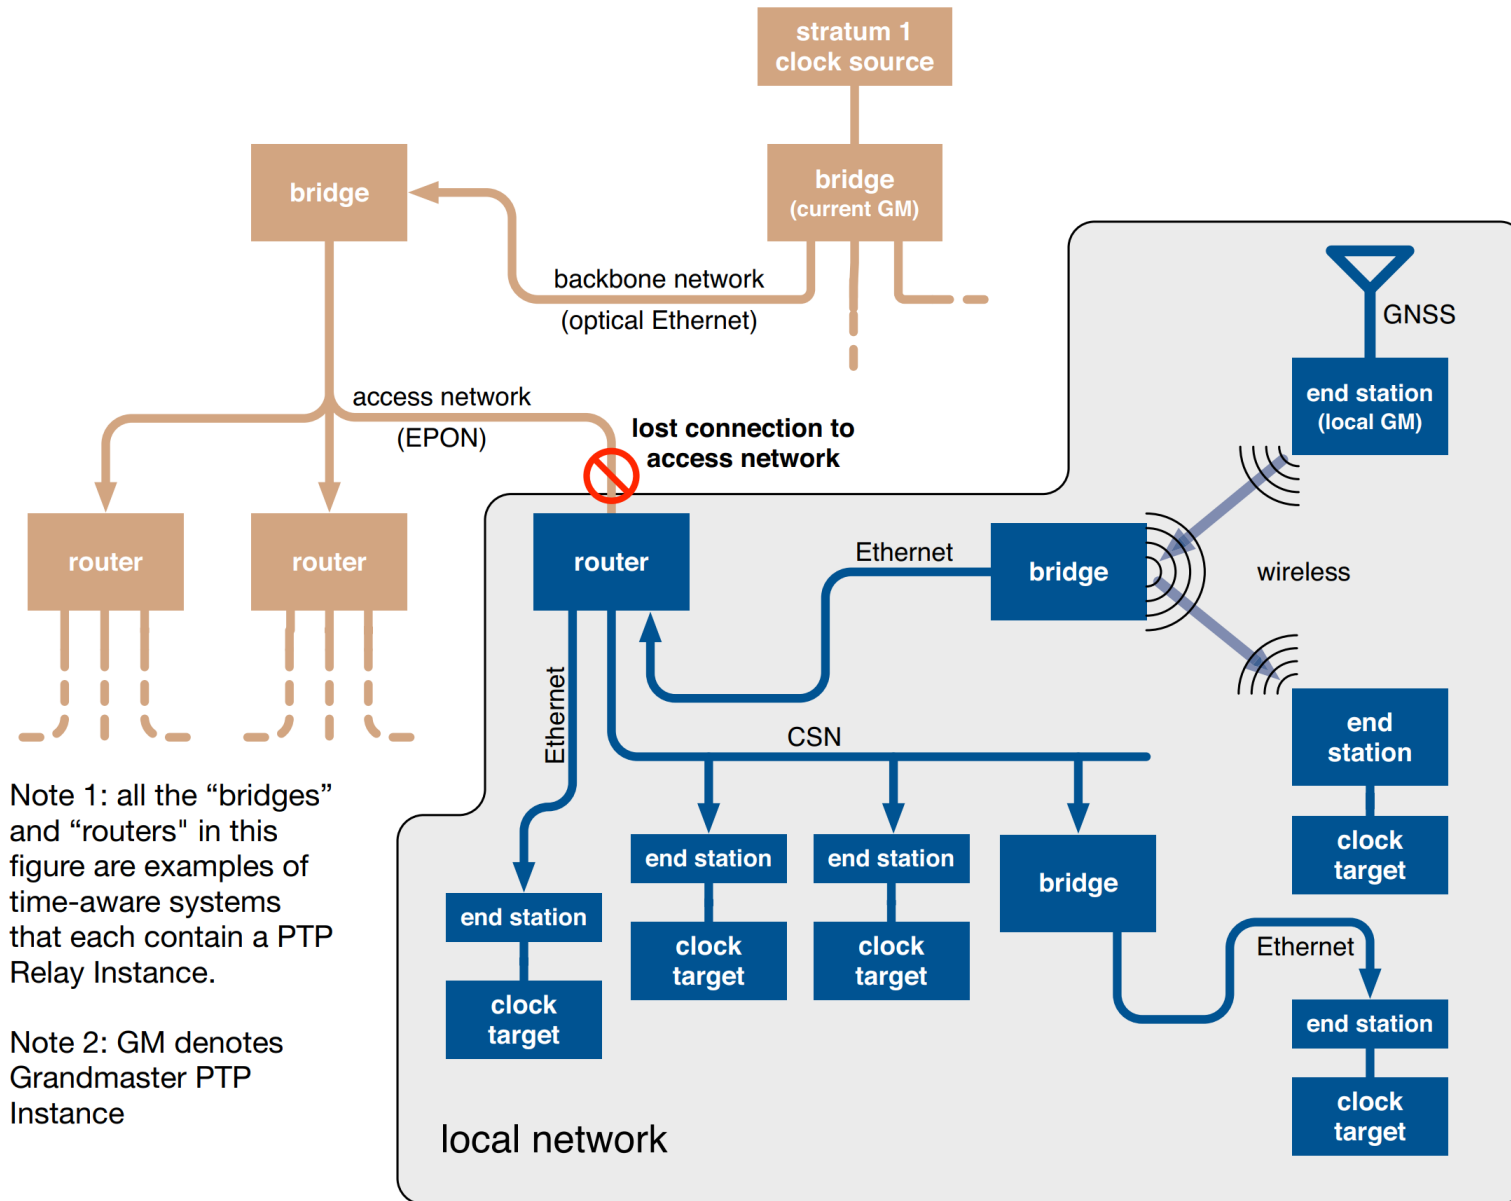 stratum 1
clock source
bridge
bridge
(current GM)
backbone network
(optical Ethernet)
GNSS
end station
(local GM)
access network
(EPON)
lost connection to
access network
router
router
router
Ethernet
bridge
wireless
Ethernet
CSN
end
station
clock
target
Note 1: all the “bridges”
and “routers" in this
figure are examples of
time-aware systems
that each contain a PTP
Relay Instance.
Note 2: GM denotes
Grandmaster PTP
Instance
end station
clock
target
end station
clock
target
end station
clock
target
bridge
Ethernet
end station
clock
target
local network